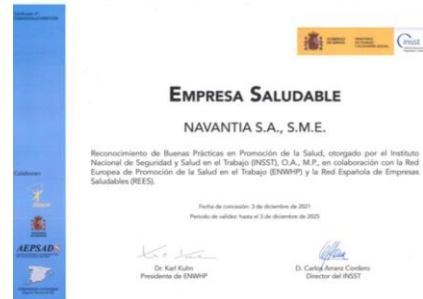 EMPRESA SALUDABLE
NAVANTIA S.A., S.M.E.
Reconocimiento de Buenas Prácticas en Promoción de la Salud, otorgado por el Instituto
Nacional de Seguridad y Salud en el Trabajo (INSST), O.A., M.P., en colaboración con la Red
Europea de Promoción de la Salud en el Trabajo (ENWHP) y la Red Española de Empresas
Saludables (REES).
Fecha de concesión: 3 de diciembre de 2021
Periodo de validez: hasta el 3 de diciembre de 2025
Colaboran:
AEPSAD
Dr. Karl Kuhn
Presidente de ENWHP
D. Carlos Arranz Cordero
Director del INSST
insst